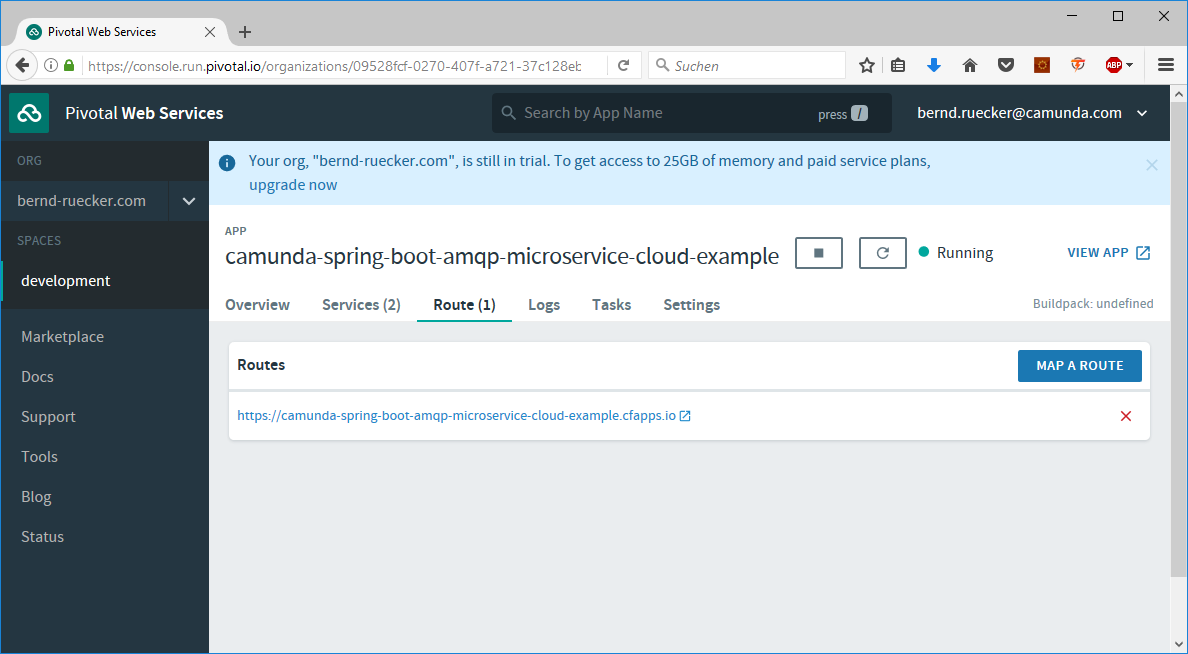 Pivotal Web Services
https://console.run.pivotal.io/organizations/09528fcf-0270-407f-a721-37c128eb
Suchen
ABP
Pivotal Web Services
Search by App Name
press /
bernd.ruecker@camunda.com
ORG
bernd-ruecker.com
SPACES
development
Marketplace
Docs
Support
Tools
Blog
Status
Your org, "bernd-ruecker.com", is still in trial. To get access to 25GB of memory and paid service plans,
upgrade now
APP
camunda-spring-boot-amqp-microservice-cloud-example
Running
VIEW APP
Overview
Services (2)
Route (1)
Logs
Tasks
Settings
Buildpack: undefined
Routes
MAP A ROUTE
https://camunda-spring-boot-amqp-microservice-cloud-example.cfapps.io